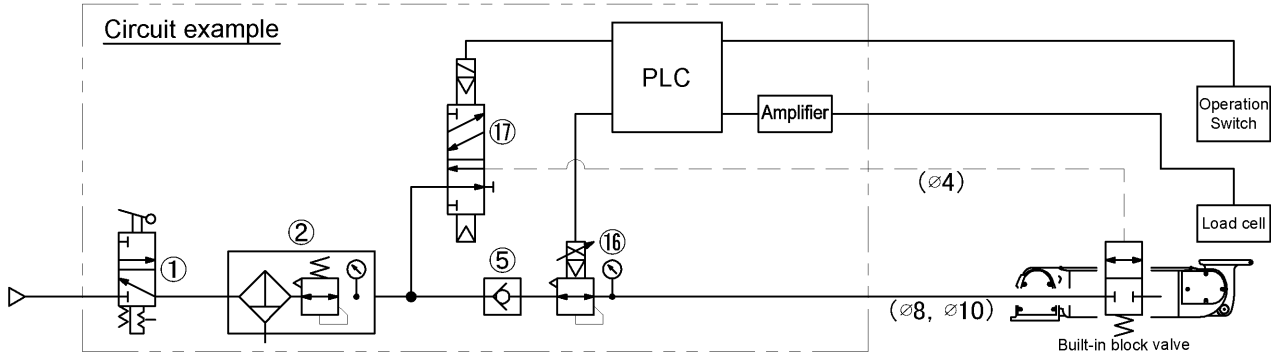 Circuit example
PLC
Amplifier
Operation
Switch
⑰
(⌀4)
Load cell
②
⑯
①
⑤
(⌀8, ⌀10)
Built-in block valve